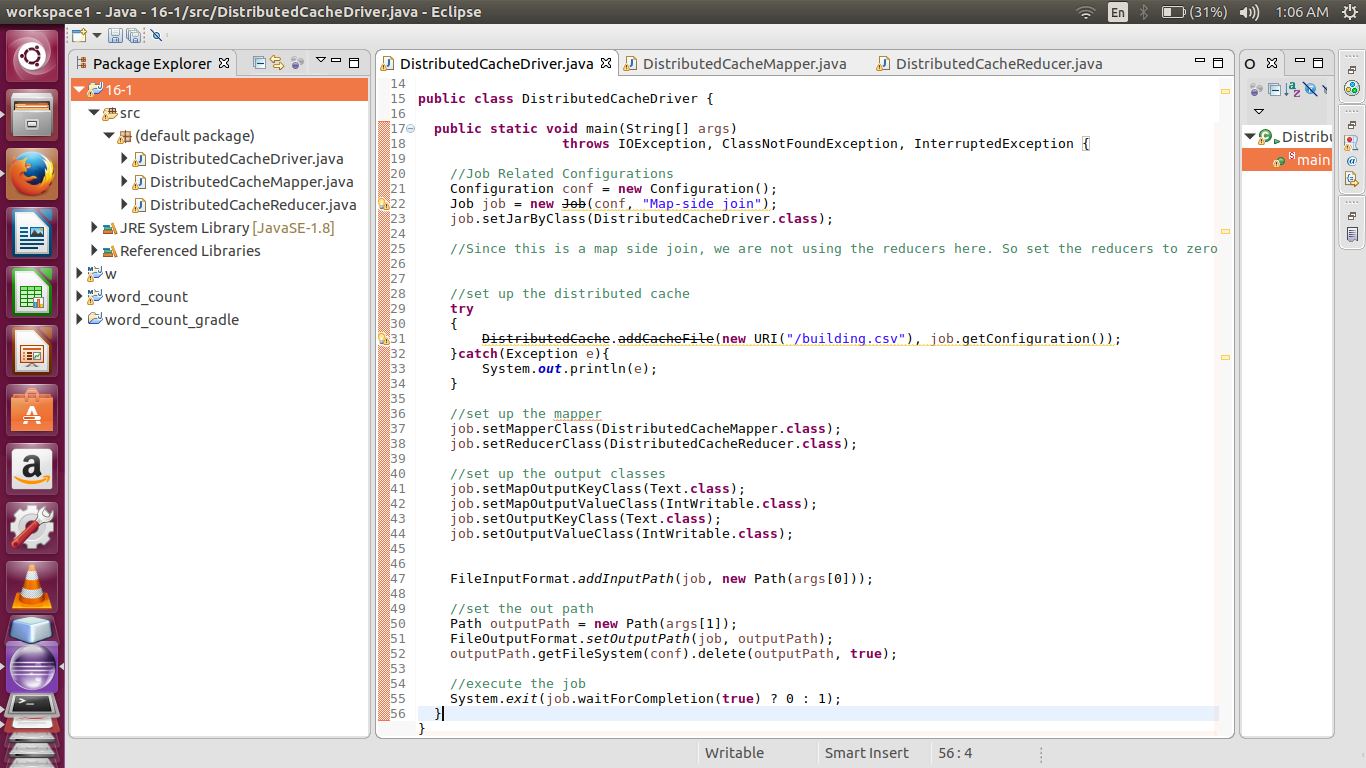 workspace1 - Java - 16-1/src/DistributedCacheDriver.java - Eclipse
En
(31%)
1:06 AM
Package Explorer
16-1
src
(default package)
DistributedCacheDriver.java
DistributedCacheMapper.java
DistributedCacheReducer.java
JRE System Library [JavaSE-1.8]
Referenced Libraries
w
word_count
word_count_gradle
DistributedCacheDriver.java
DistributedCacheMapper.java
DistributedCacheReducer.java
14
15 public class DistributedCacheDriver {
16
17 public static void main(String[] args)
18 throws IOException, ClassNotFoundException, InterruptedException {
19
20 //Job Related Configurations
21 Configuration conf = new Configuration();
22 Job job = new Job(conf, "Map-side join");
23 job.setJarByClass(DistributedCacheDriver.class);
24
25 //Since this is a map side join, we are not using the reducers here. So set the reducers to zero
26
27
28 //set up the distributed cache
29 try
30 {
31 DistributedCache.addCacheFile(new URI("/building.csv"), job.getConfiguration());
32 }catch(Exception e){
33 System.out.println(e);
34 }
35
36 //set up the mapper
37 job.setMapperClass(DistributedCacheMapper.class);
38 job.setReducerClass(DistributedCacheReducer.class);
39
40 //set up the output classes
41 job.setMapOutputKeyClass(Text.class);
42 job.setMapOutputValueClass(IntWritable.class);
43 job.setOutputKeyClass(Text.class);
44 job.setOutputValueClass(IntWritable.class);
45
46
47 FileInputFormat.addInputPath(job, new Path(args[0]));
48
49 //set the out path
50 Path outputPath = new Path(args[1]);
51 FileOutputFormat.setOutputPath(job, outputPath);
52 outputPath.getFileSystem(conf).delete(outputPath, true);
53
54 //execute the job
55 System.exit(job.waitForCompletion(true) ? 0 : 1);
56 }
}
O
Distribu
main
Writable
Smart Insert
56 : 4